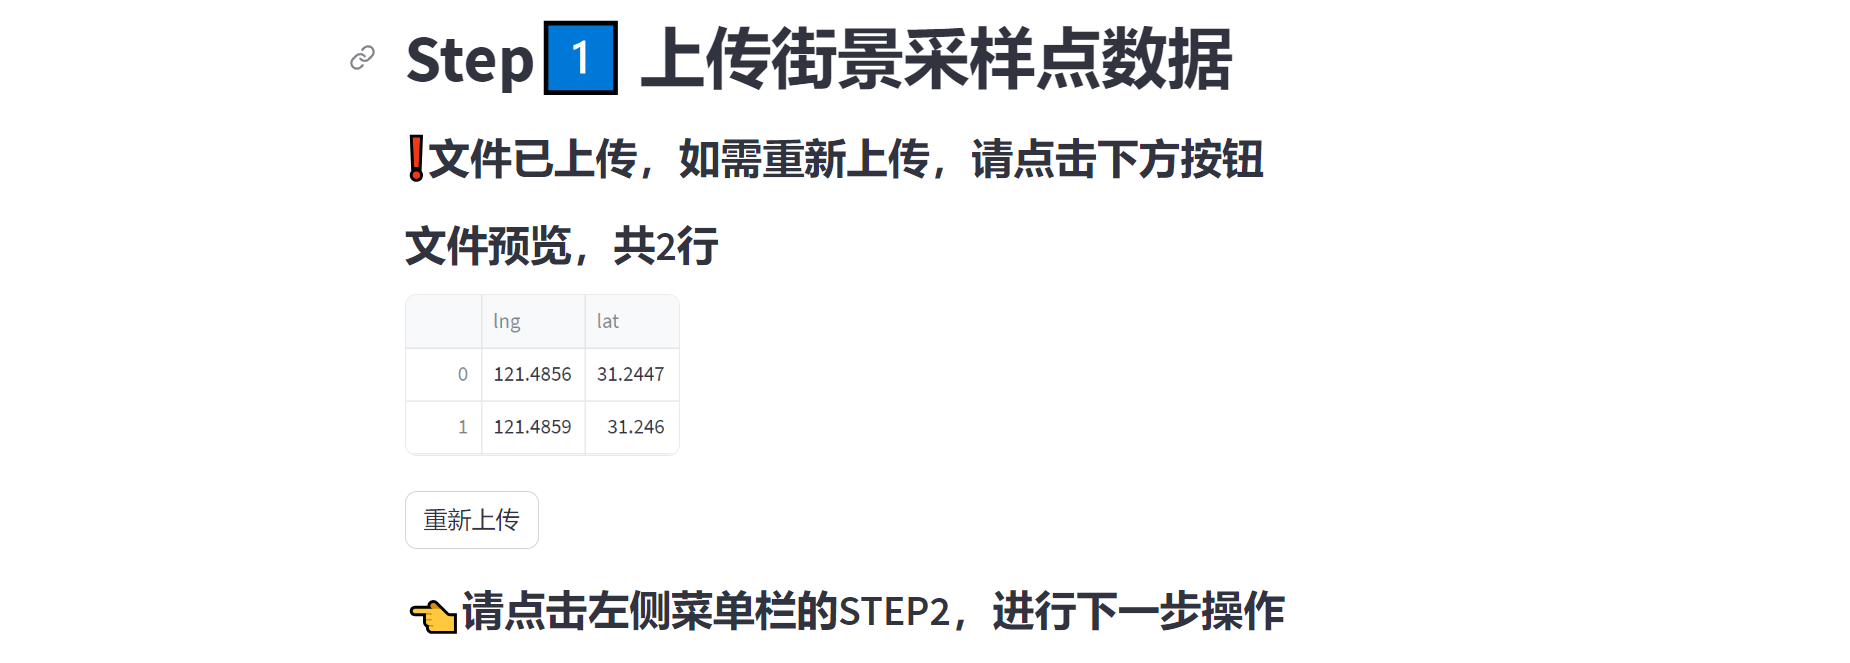 Step1️⃣ 上传街景采样点数据
❗文件已上传，如需重新上传，请点击下方按钮
文件预览，共2行
lng lat
0 121.4856 31.2447
1 121.4859 31.246
重新上传
👈请点击左侧菜单栏的STEP2，进行下一步操作